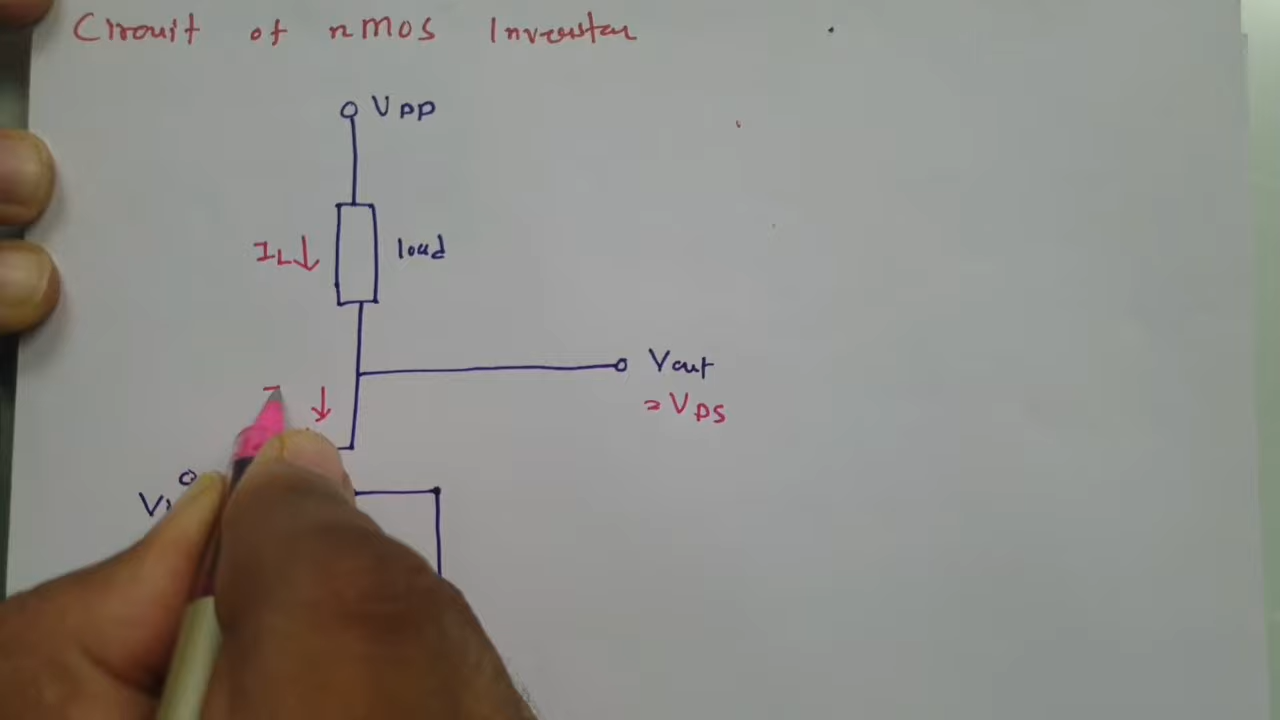 Circuit of nMOS Inverter
VDD
IL↓ load
Vout
= VDS